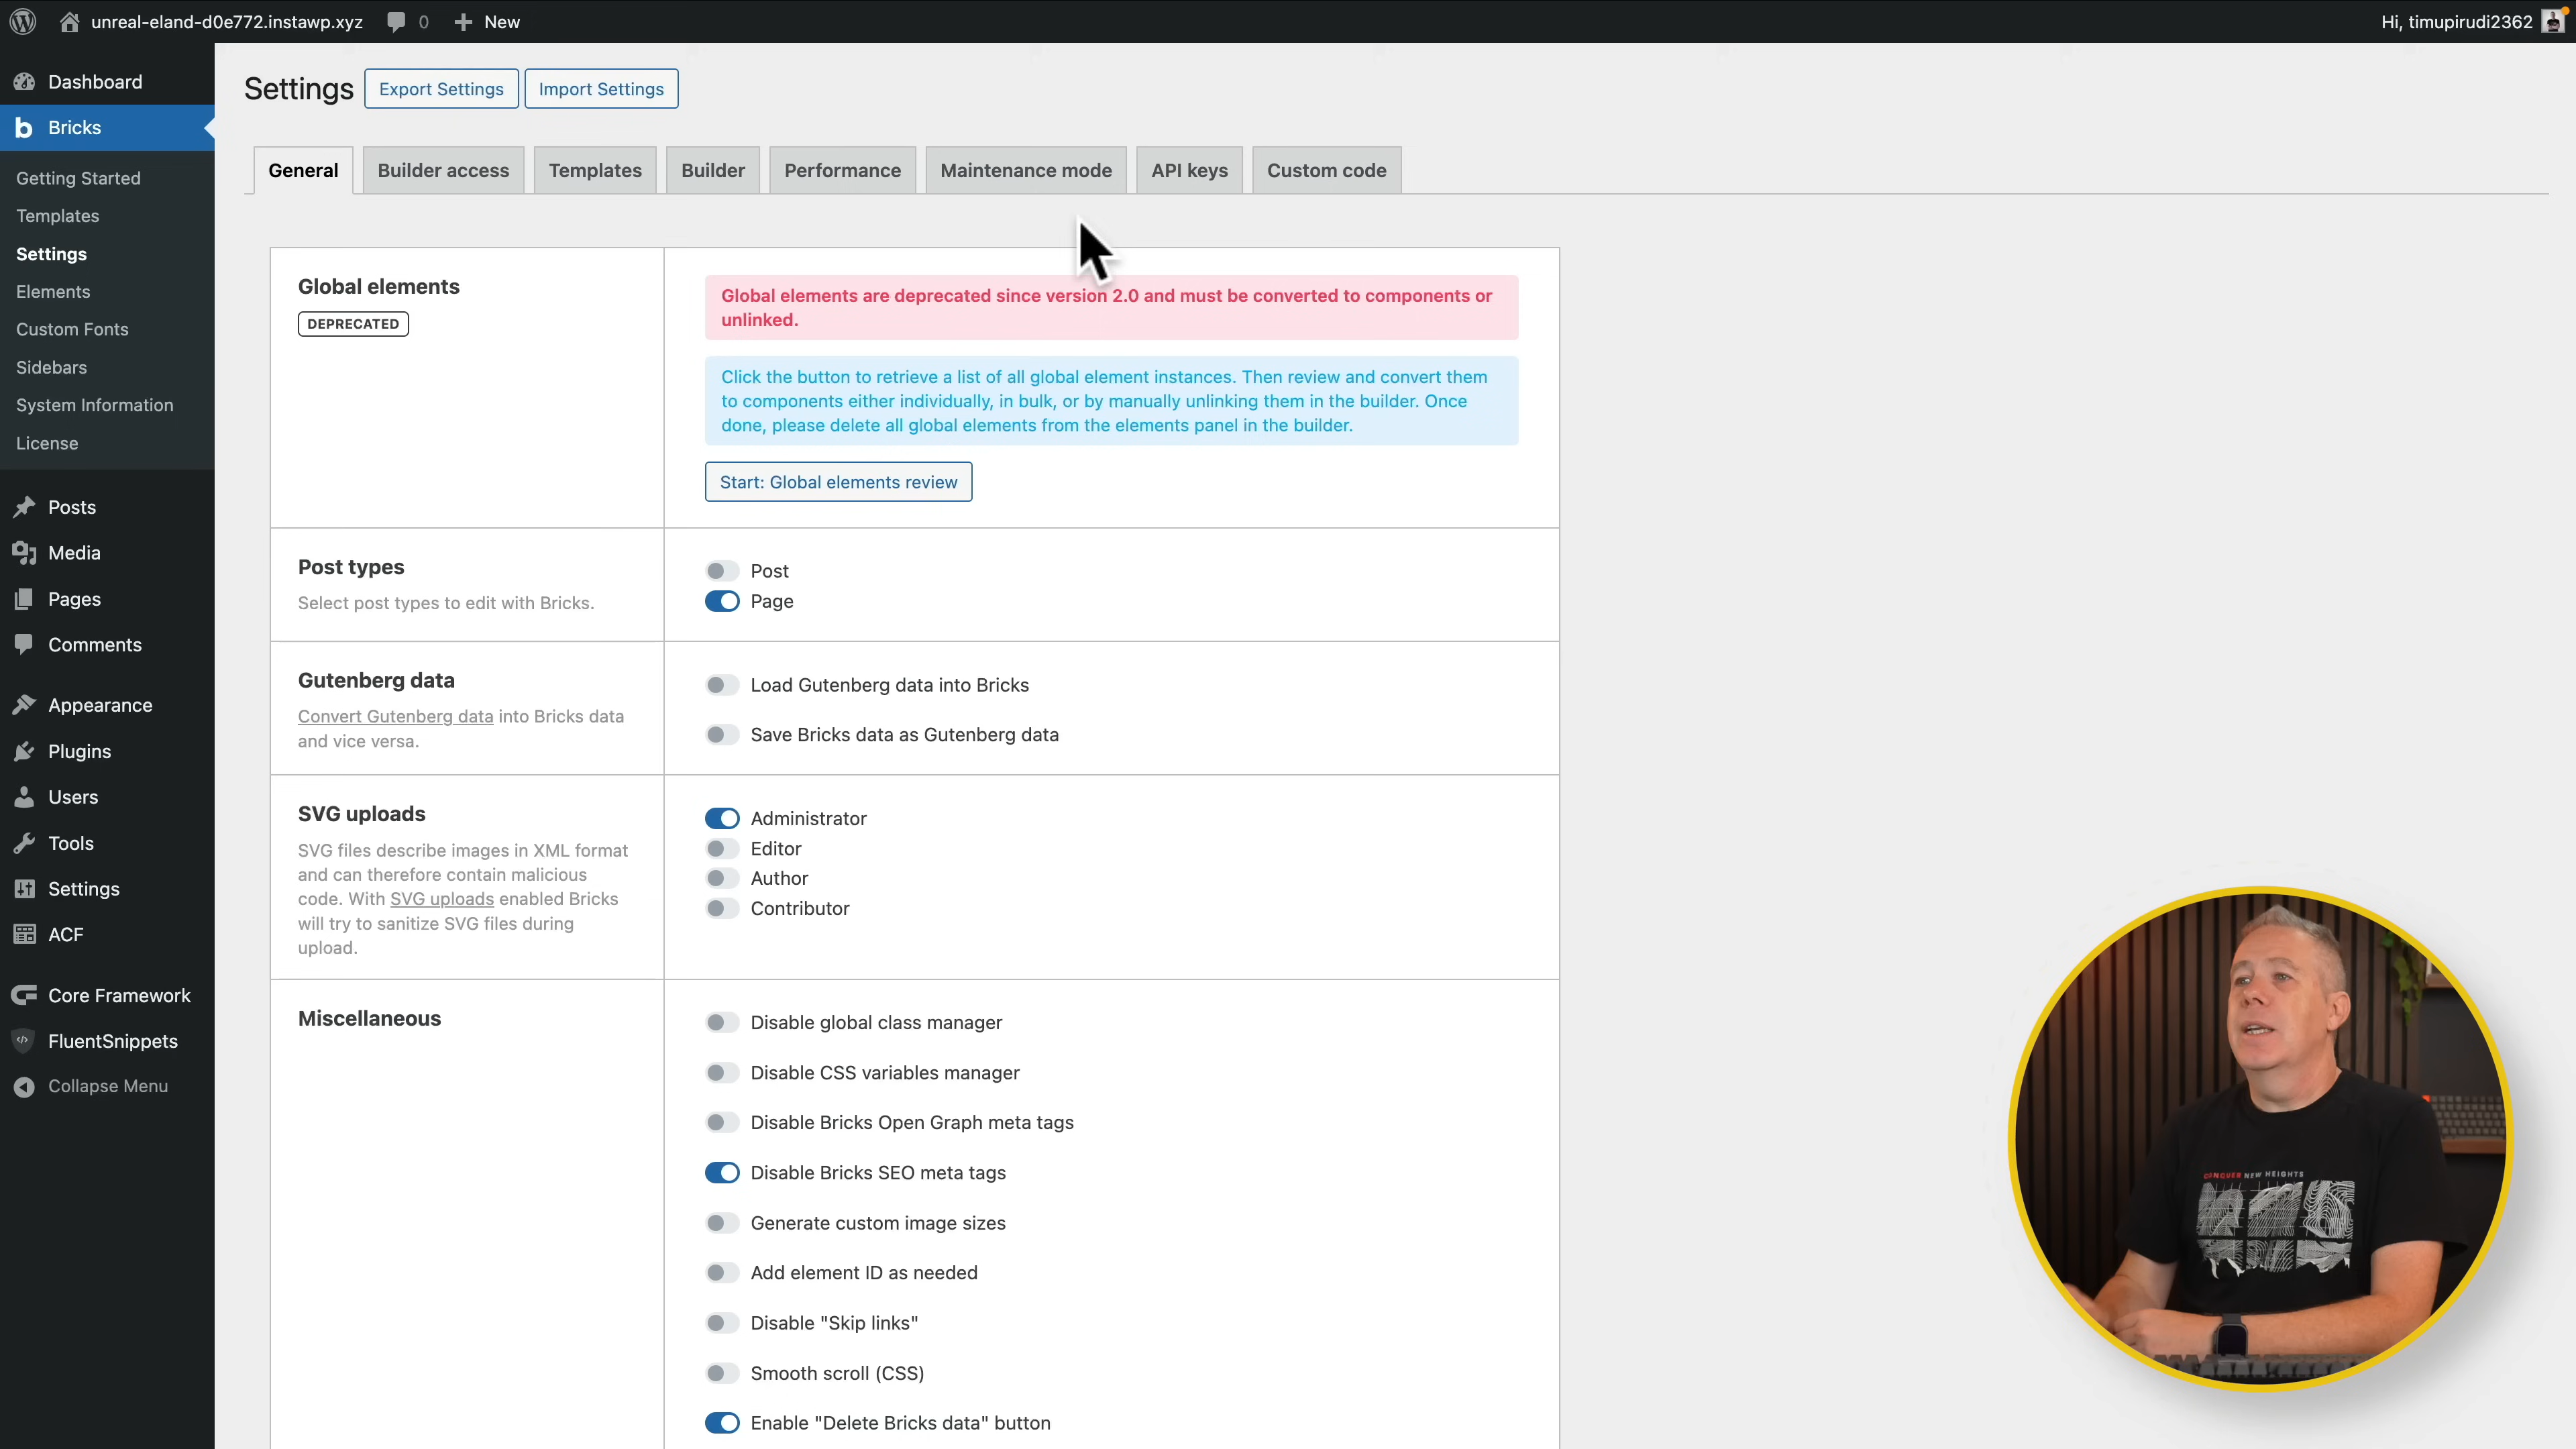 unreal-eland-d0e772.instawp.xyz 0 New Hi, timupirudi2362
Dashboard
Bricks
Getting Started
Templates
Settings
Elements
Custom Fonts
Sidebars
System Information
License
Posts
Media
Pages
Comments
Appearance
Plugins
Users
Tools
Settings
ACF
Core Framework
FluentSnippets
Collapse Menu
Settings Export Settings Import Settings
General Builder access Templates Builder Performance Maintenance mode API keys Custom code
Global elements
DEPRECATED
Global elements are deprecated since version 2.0 and must be converted to components or
unlinked.
Click the button to retrieve a list of all global element instances. Then review and convert them
to components either individually, in bulk, or by manually unlinking them in the builder. Once
done, please delete all global elements from the elements panel in the builder.
Start: Global elements review
Post types
Select post types to edit with Bricks.
Post
Page
Gutenberg data
Convert Gutenberg data into Bricks data
and vice versa.
Load Gutenberg data into Bricks
Save Bricks data as Gutenberg data
SVG uploads
SVG files describe images in XML format
and can therefore contain malicious
code. With SVG uploads enabled Bricks
will try to sanitize SVG files during
upload.
Administrator
Editor
Author
Contributor
Miscellaneous
Disable global class manager
Disable CSS variables manager
Disable Bricks Open Graph meta tags
Disable Bricks SEO meta tags
Generate custom image sizes
Add element ID as needed
Disable "Skip links"
Smooth scroll (CSS)
Enable "Delete Bricks data" button
CONQUER NEW HEIGHTS